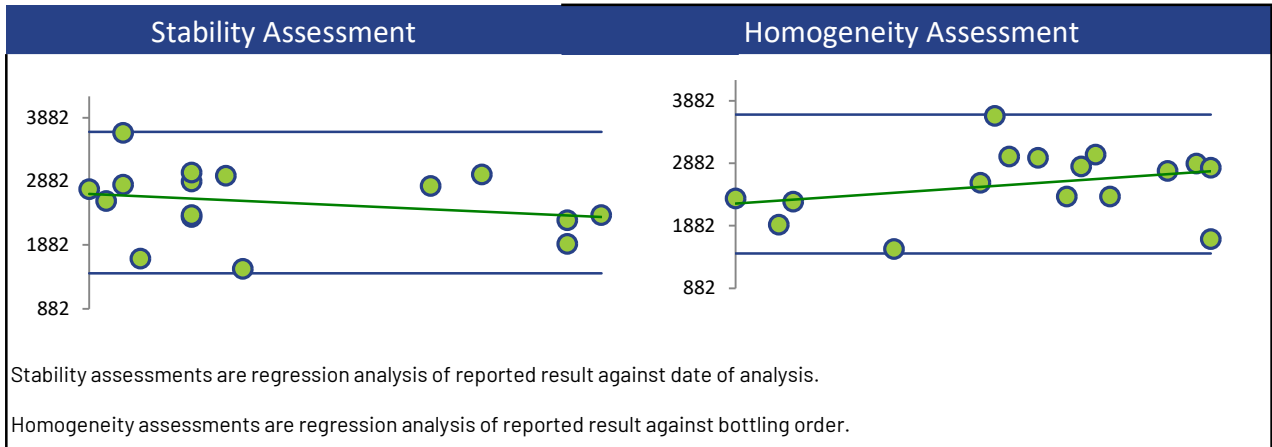 Stability Assessment
Homogeneity Assessment
3882
2882
1882
882
3882
2882
1882
882
Stability assessments are regression analysis of reported result against date of analysis.
Homogeneity assessments are regression analysis of reported result against bottling order.